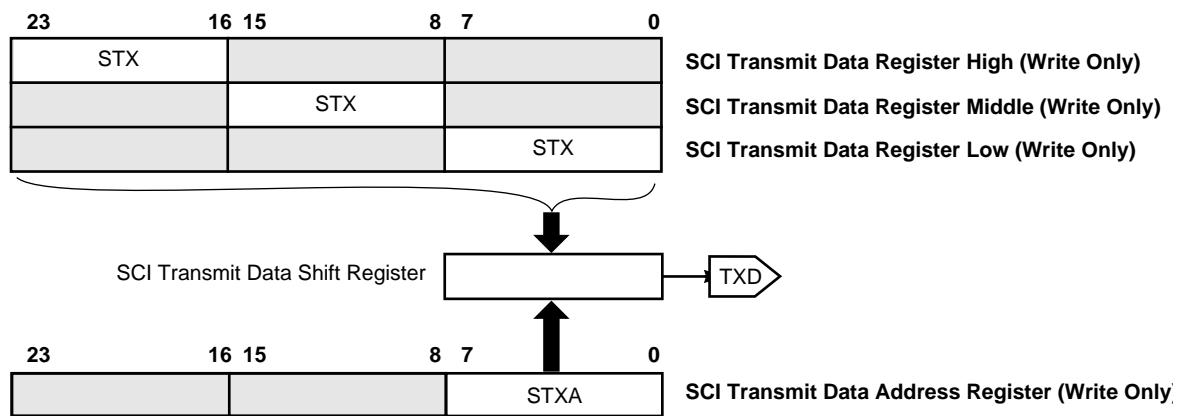 23 16 15 8 7 0
STX SCI Transmit Data Register High (Write Only)
STX SCI Transmit Data Register Middle (Write Only)
STX SCI Transmit Data Register Low (Write Only)
SCI Transmit Data Shift Register TXD
23 16 15 8 7 0
STXA SCI Transmit Data Address Register (Write Only)